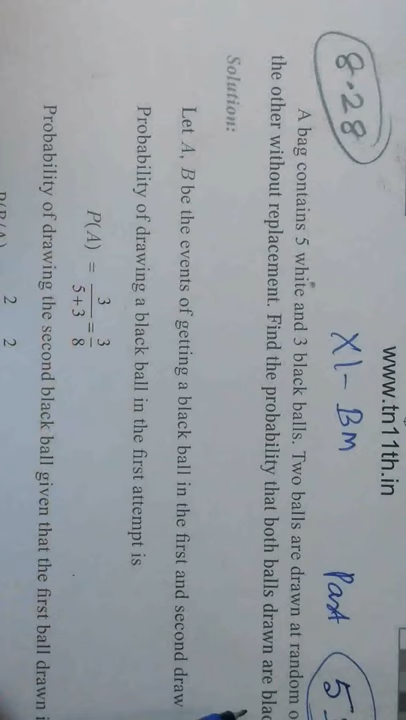 www.tn11th.in
8.28 XI - BM Part 5
A bag contains 5 white and 3 black balls. Two balls are drawn at random
the other without replacement. Find the probability that both balls drawn are
Solution:
Let A, B be the events of getting a black ball in the first and second draw
Probability of drawing a black ball in the first attempt is
P(A) = 3/5+3 = 3/8
Probability of drawing the second black ball given that the first ball drawn
P(B/A) 2 2